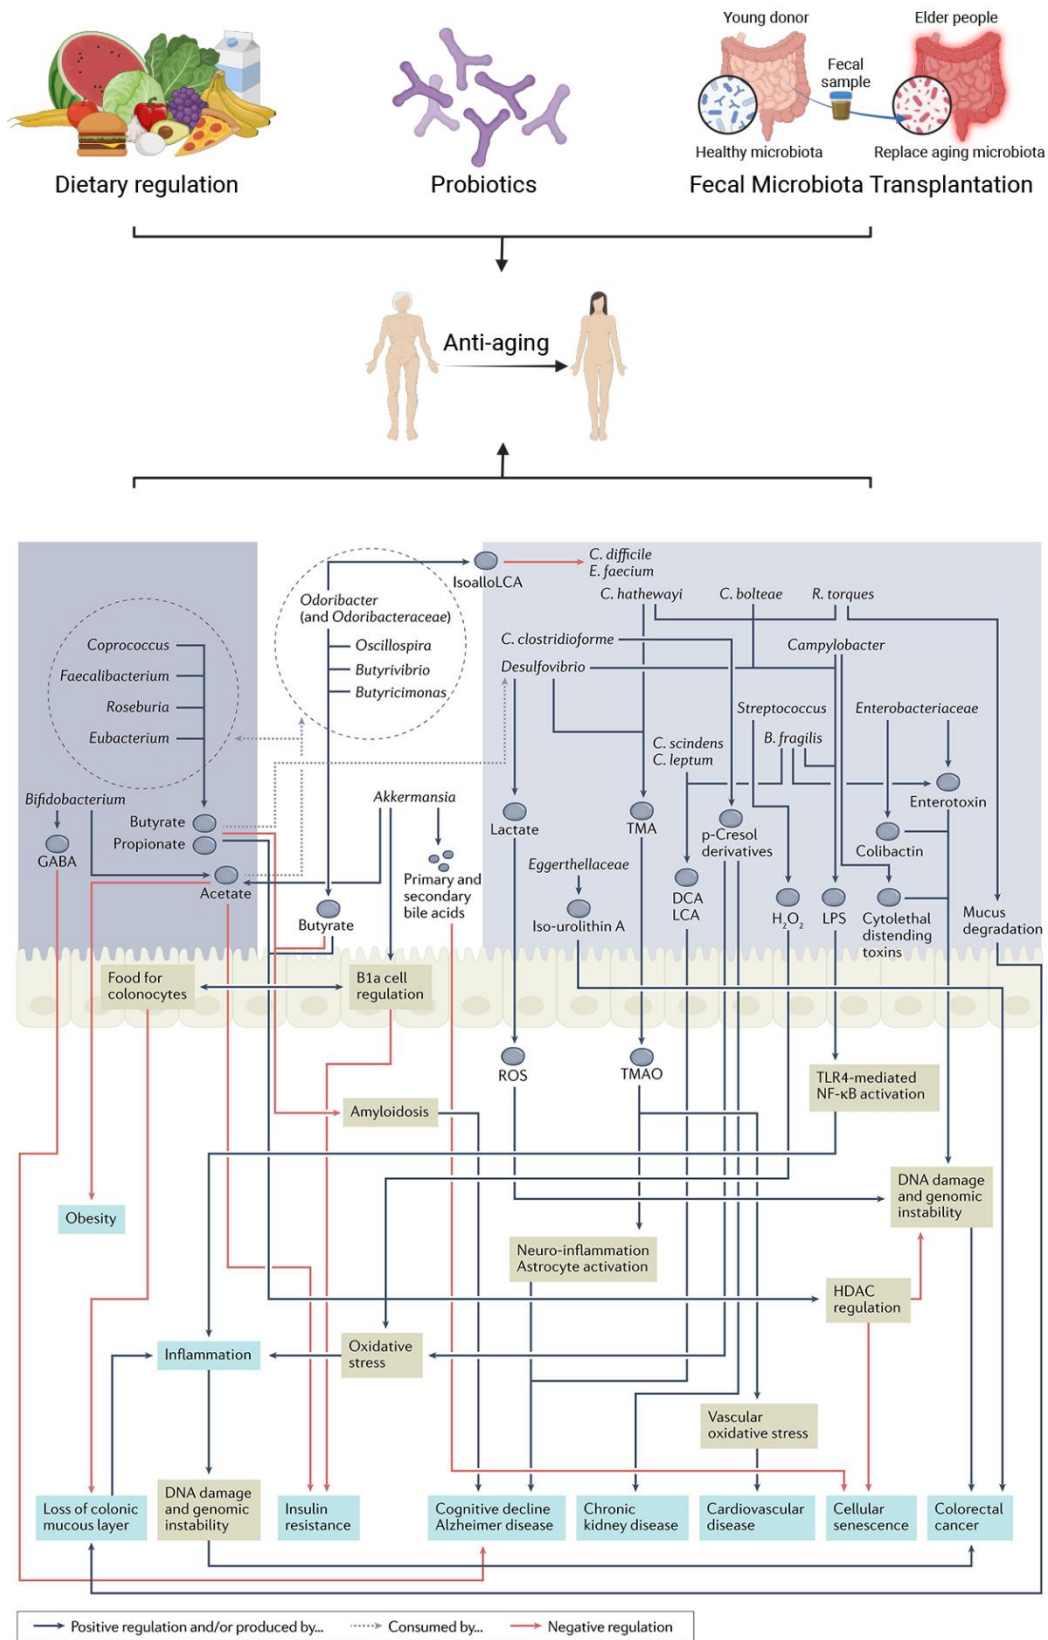 Young donor
Elder people
Fecal
sample
Healthy microbiota
Replace aging microbiota
Dietary regulation
Probiotics
Fecal Microbiota Transplantation
Anti-aging
IsoalloLCA
C. difficile
E. faecium
Odoribacter
(and Odoribacteraceae)
C. hathewayi
C. bolteae
R. torques
Coprococcus
Oscillospira
C. clostridioforme
Campylobacter
Faecalibacterium
Butyrivibrio
Desulfovibrio
Roseburia
Butyricimonas
Streptococcus
Enterobacteriaceae
Eubacterium
C. scindens
C. leptum
B. fragilis
Bifidobacterium
Akkermansia
Enterotoxin
Butyrate
Propionate
GABA
Acetate
Primary and
secondary
bile acids
Lactate
TMA
p-Cresol
derivatives
Colibactin
Eggerthellaceae
Butyrate
Iso-urolithin A
DCA
LCA
H₂O₂
LPS
Cytolethal
distending
toxins
Mucus
degradation
Food for
colonocytes
B1a cell
regulation
ROS
TMAO
TLR4-mediated
NF-κB activation
Amyloidosis
DNA damage
and genomic
instability
Obesity
Neuro-inflammation
Astrocyte activation
HDAC
regulation
Inflammation
Oxidative
stress
Vascular
oxidative stress
Loss of colonic
mucous layer
DNA damage
and genomic
instability
Insulin
resistance
Cognitive decline
Alzheimer disease
Chronic
kidney disease
Cardiovascular
disease
Cellular
senescence
Colorectal
cancer
Positive regulation and/or produced by...
Consumed by...
Negative regulation